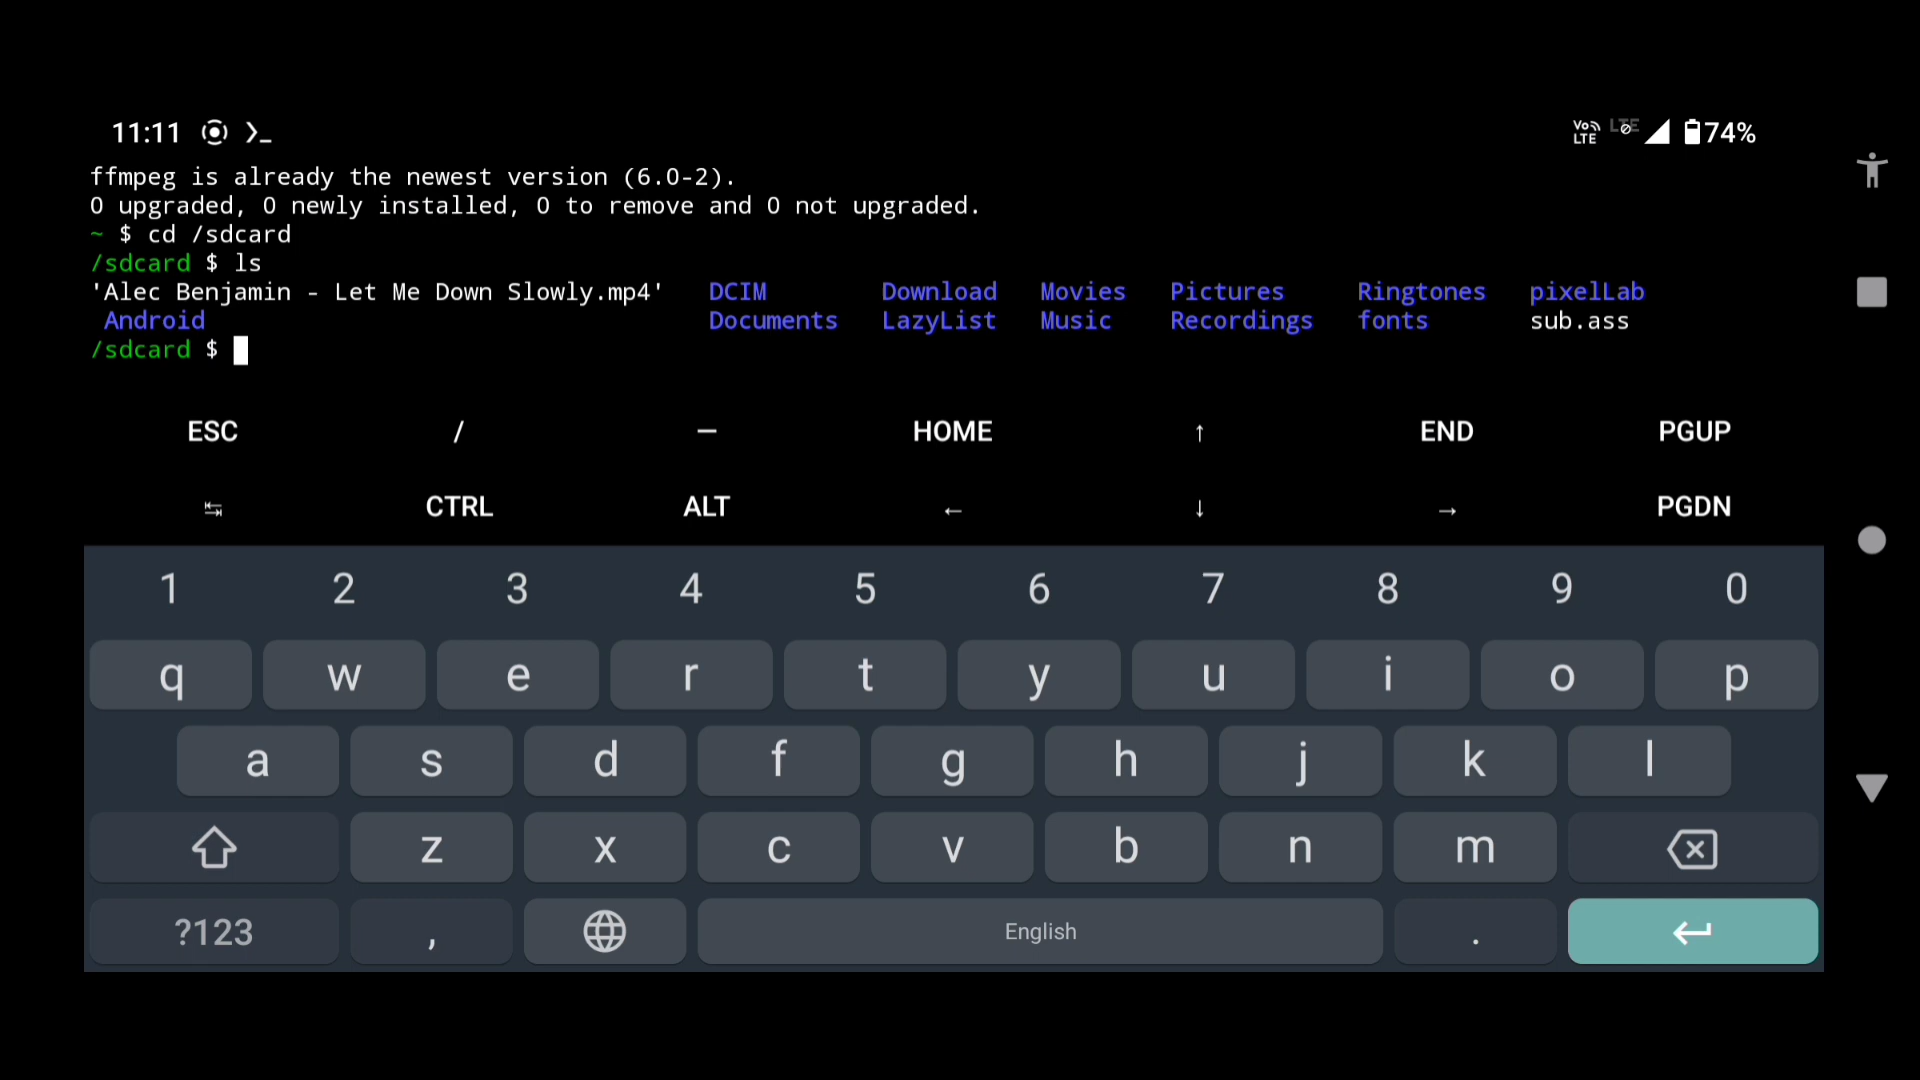 11:11 VoLTE LTE 74%
ffmpeg is already the newest version (6.0-2).
0 upgraded, 0 newly installed, 0 to remove and 0 not upgraded.
~ $ cd /sdcard
/sdcard $ ls
'Alec Benjamin - Let Me Down Slowly.mp4' DCIM Download Movies Pictures Ringtones pixelLab
Android Documents LazyList Music Recordings fonts sub.ass
/sdcard $
ESC / — HOME ↑ END PGUP
↹ CTRL ALT ← ↓ → PGDN
1 2 3 4 5 6 7 8 9 0
q w e r t y u i o p
a s d f g h j k l
z x c v b n m
?123 , English .